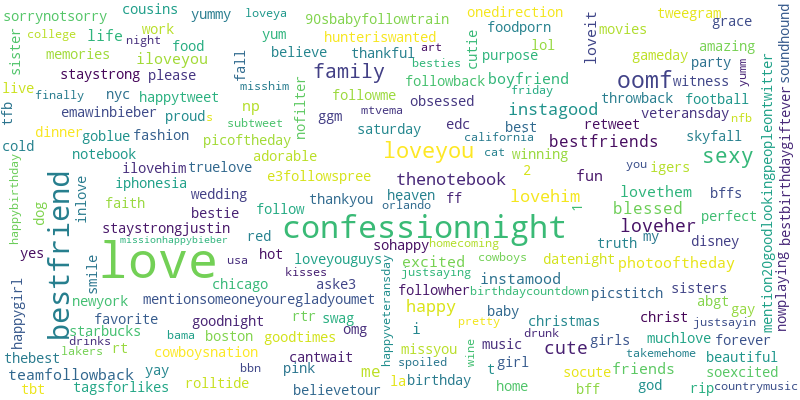 sorrynotsorry
cousins
yummy
loveya
onedirection
tweegram
90sbabyfollowtrain
college
work
yum
hunteriswanted
foodporn
movies
grace
sister
life
night
food
iloveyou
art
cutie
lol
loveit
gameday
amazing
memories
believe
thankful
besties
purpose
party
soundhound
live
staystrong
please
fall
family
followback
boyfriend
oomf
witness
yumm
finally
nyc
happytweet
misshim
nofilter
followme
obsessed
friday
throwback
football
tfb
emawinbieber
proud
s
np
mtvema
instagood
veteransday
nfb
dinner
goblue
fashion
subtweet
ggm
saturday
edc
best
retweet
skyfall
cold
notebook
picoftheday
adorable
loveyou
california
cat
winning
bestfriends
you
igers
sexy
ilovehim
truelove
e3followspree
thenotebook
2
fun
lovethem
bffs
iphonesia
inlove
wedding
thankyou
heaven
ff
lovehim
1
blessed
perfect
happybirthday
dog
faith
bestie
follow
orlando
bestfriend
staystrongjustin
confessionnight
loveher
truth
my
disney
missionhappybieber
red
sohappy
homecoming
yes
love
usa
hot
loveyouguys
justsaying
excited
cowboys
datenight
photooftheday
smile
kisses
instamood
mention20goodlookingpeopleontwitter
bestbirthdaygiftever
nowplaying
newyork
chicago
aske3
followher
birthdaycountdown
picstitch
sisters
abgt
happygirl
mentionsomeoneyouregladyoumet
happyveteransday
happy
baby
gay
starbucks
favorite
goodnight
rtr
swag
i
pretty
christmas
christ
justsayin
drinks
bama
boston
goodtimes
omg
drunk
girls
muchlove
forever
lakers
rt
cowboysnation
cantwait
missyou
music
cute
takemehome
beautiful
thebest
yay
bbn
pink
me
spoiled
wine
girl
t
socute
friends
soexcited
teamfollowback
tbt
tagsforlikes
rolltide
believetour
la
birthday
home
bff
god
rip
countrymusic